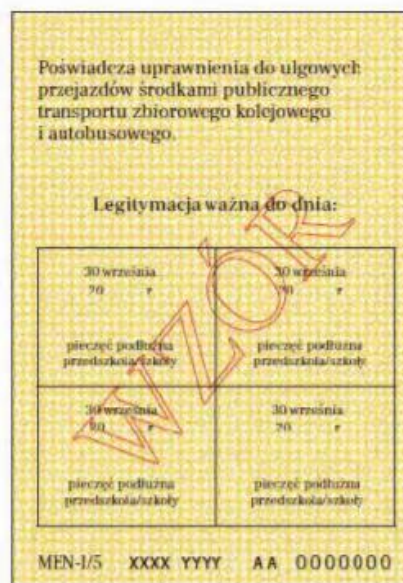 Poświadcza uprawnienia do ulgowych
przejazdów środkami publicznego
transportu zbiorowego kolejowego
i autobusowego.
Legitymacja ważna do dnia:
30 września
20 r
pieczęć podłużna
przedszkola/szkoły
30 września
20 r
pieczęć podłużna
przedszkola/szkoły
30 września
20 r
pieczęć podłużna
przedszkola/szkoły
30 września
20 r
pieczęć podłużna
przedszkola/szkoły
WZÓR
MEN-I/5 XXXX YYYY AA 0000000